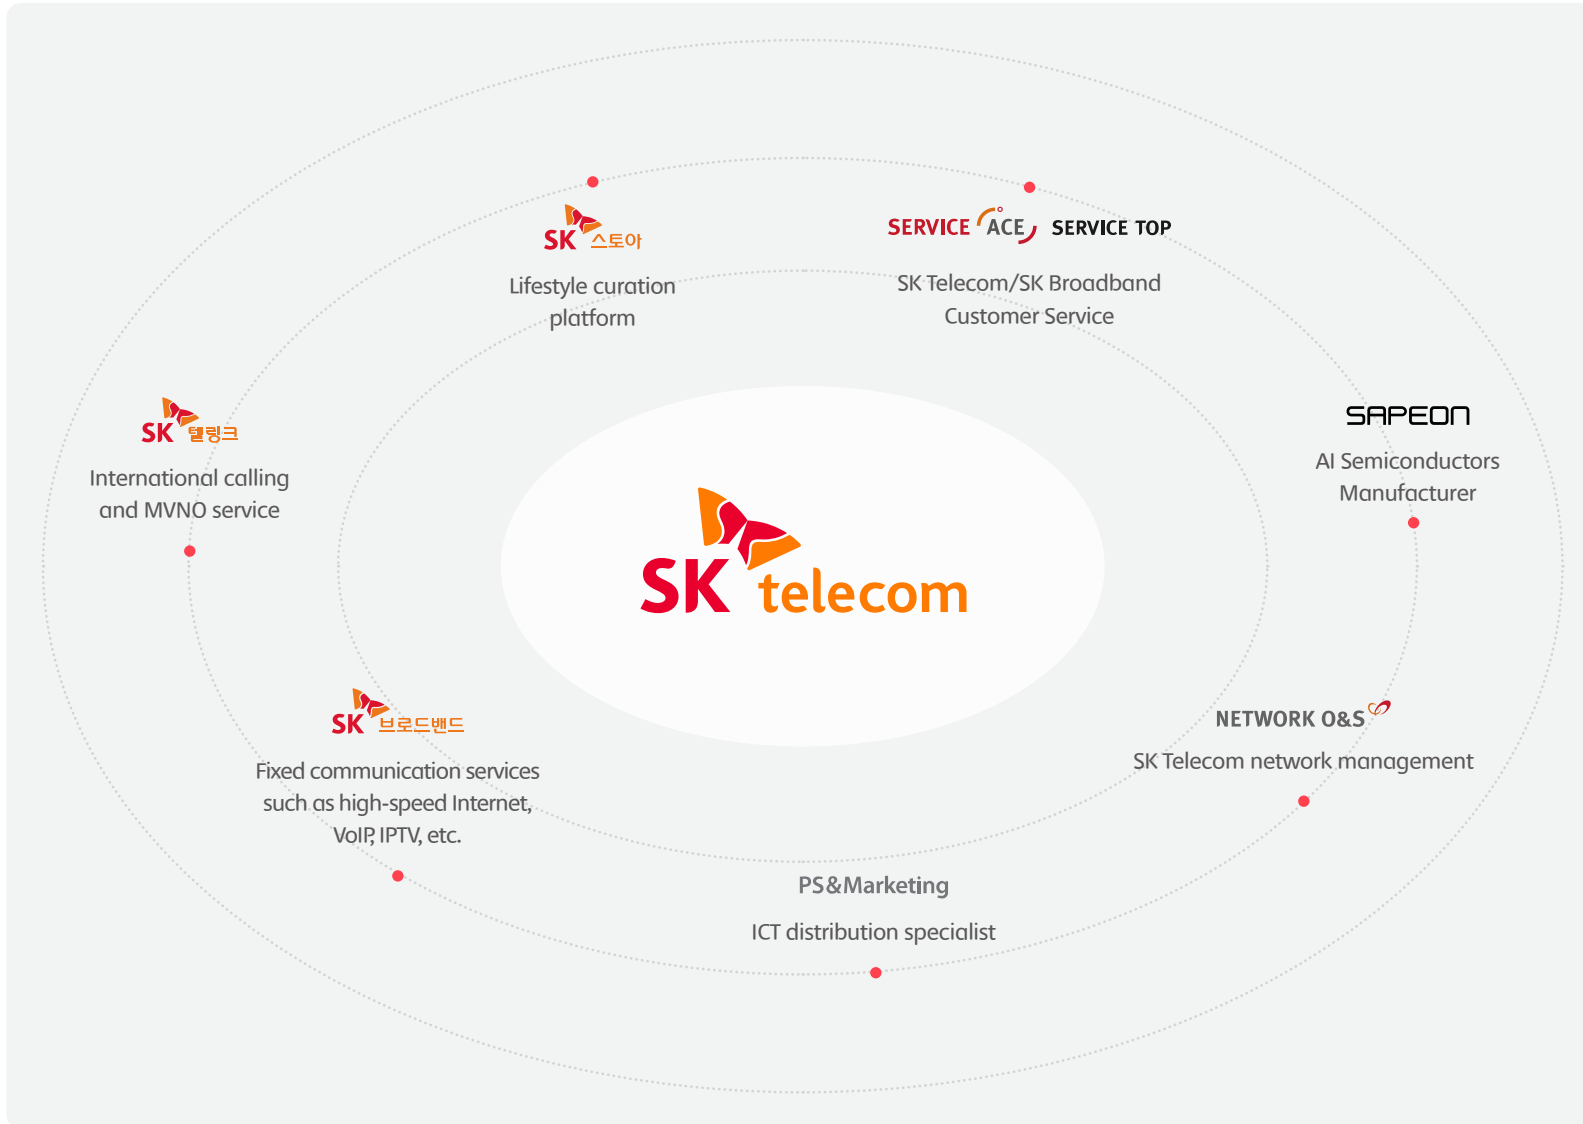 SK 스토아
Lifestyle curation
platform
SERVICE ACE SERVICE TOP
SK Telecom/SK Broadband
Customer Service
SK 텔링크
International calling
and MVNO service
SAPEON
AI Semiconductors
Manufacturer
SK telecom
SK 브로드밴드
Fixed communication services
such as high-speed Internet,
VoIP, IPTV, etc.
NETWORK O&S
SK Telecom network management
PS&Marketing
ICT distribution specialist